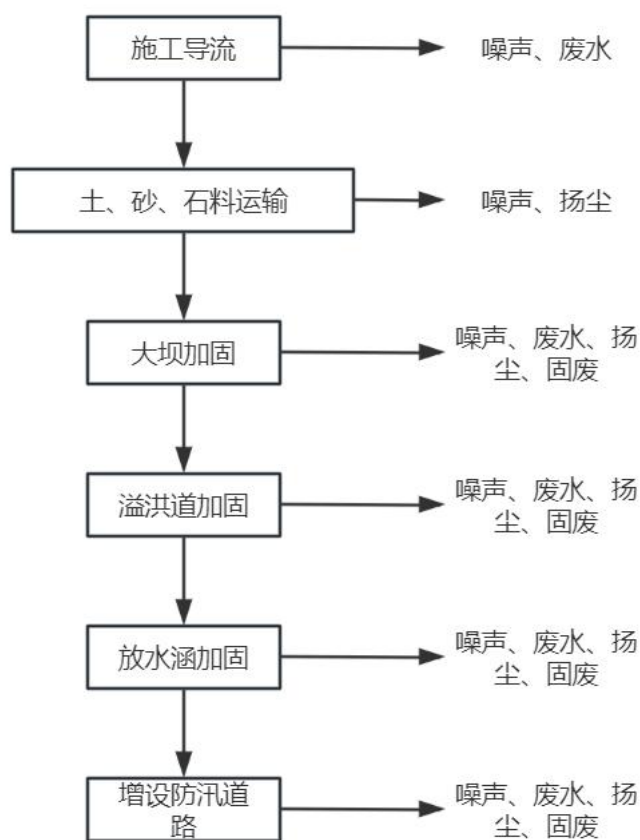 施工导流
噪声、废水
土、砂、石料运输
噪声、扬尘
大坝加固
噪声、废水、扬
尘、固废
溢洪道加固
噪声、废水、扬
尘、固废
放水涵加固
噪声、废水、扬
尘、固废
增设防汛道
路
噪声、废水、扬
尘、固废